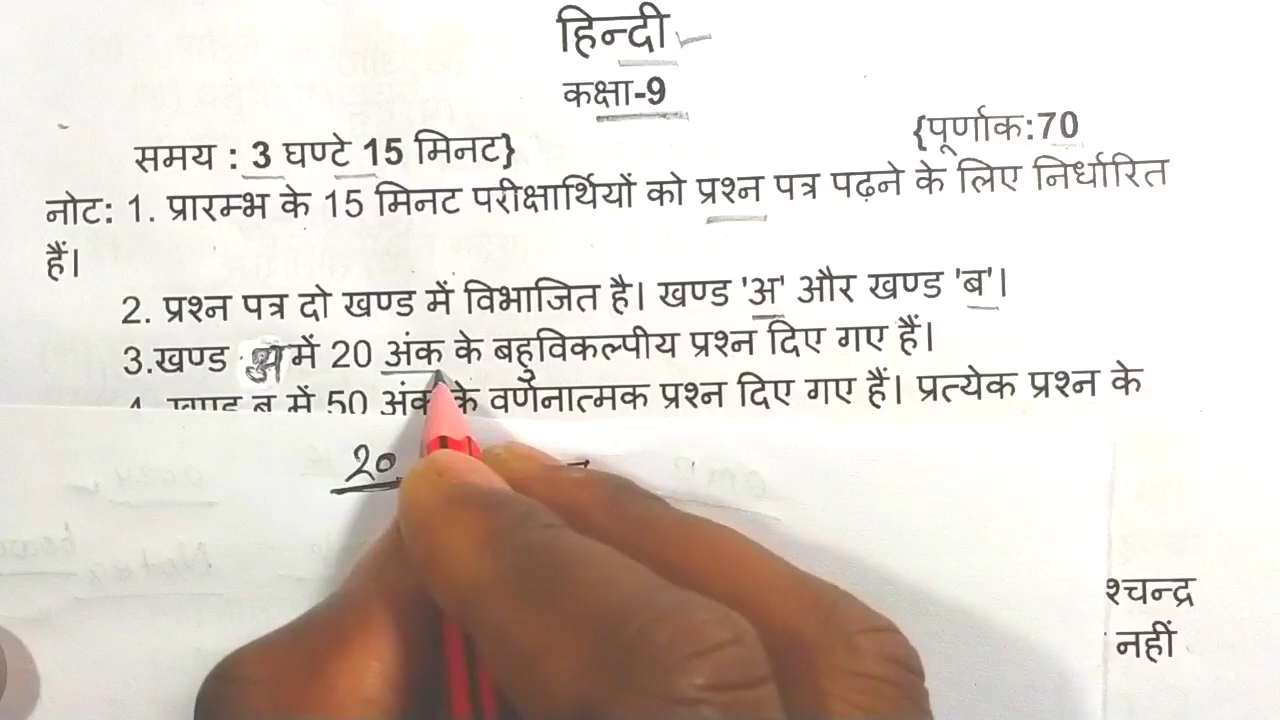 हिन्दी
कक्षा-9
समय : 3 घण्टे 15 मिनट}
{पूर्णाक:70
नोट: 1. प्रारम्भ के 15 मिनट परीक्षार्थियों को प्रश्न पत्र पढ़ने के लिए निर्धारित
हैं।
2. प्रश्न पत्र दो खण्ड में विभाजित है। खण्ड 'अ' और खण्ड 'ब'।
3.खण्ड अ में 20 अंक के बहुविकल्पीय प्रश्न दिए गए हैं।
4. खण्ड ब में 50 अंक के वर्णनात्मक प्रश्न दिए गए हैं। प्रत्येक प्रश्न के
20
श्चन्द्र
नहीं